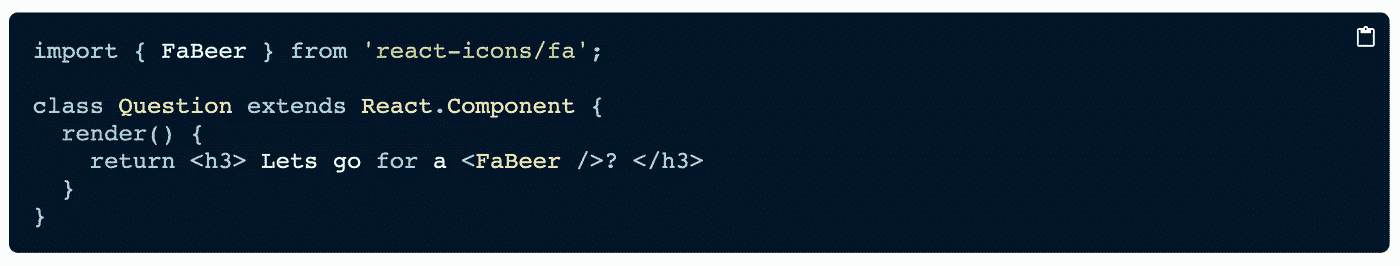 import { FaBeer } from 'react-icons/fa';
class Question extends React.Component {
render() {
return <h3> Lets go for a <FaBeer />? </h3>
}
}